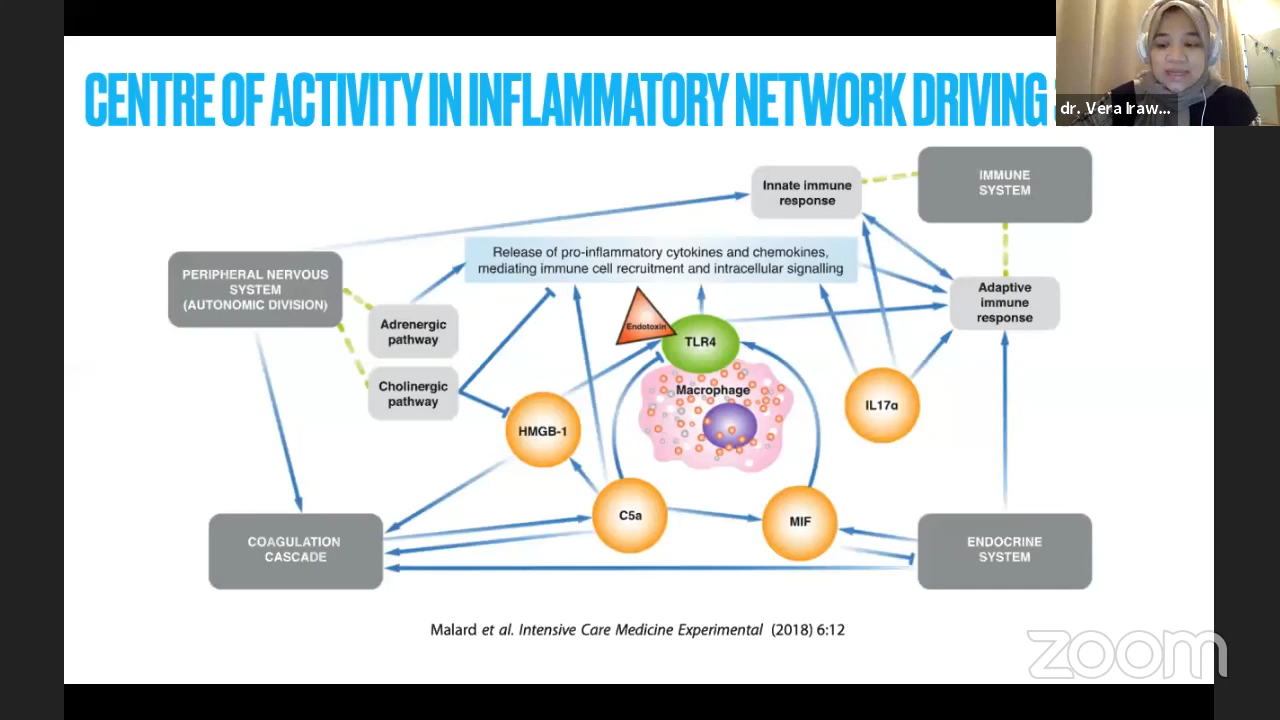 CENTRE OF ACTIVITY IN INFLAMMATORY NETWORK DRIVING
dr. Vera Iraw...
IMMUNE
SYSTEM
Innate immune
response
Release of pro-inflammatory cytokines and chemokines,
mediating immune cell recruitment and intracellular signalling
PERIPHERAL NERVOUS
SYSTEM
(AUTONOMIC DIVISION)
Adaptive
immune
response
Adrenergic
pathway
Endotoxin
TLR4
Cholinergic
pathway
Macrophage
IL17α
HMGB-1
C5a
MIF
COAGULATION
CASCADE
ENDOCRINE
SYSTEM
Malard et al. Intensive Care Medicine Experimental (2018) 6:12
zoom